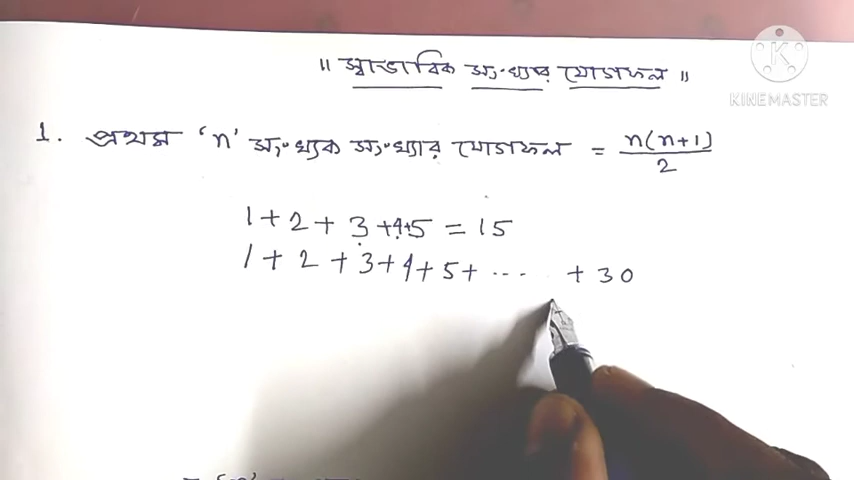 ॥ স্বাভাবিক সংখ্যার যোগফল ॥
KINEMASTER
1. প্রথম 'n' সংখ্যক সংখ্যার যোগফল = n(n+1)/2
1+2+3+4+5 = 15
1+2+3+4+5+ ... +30